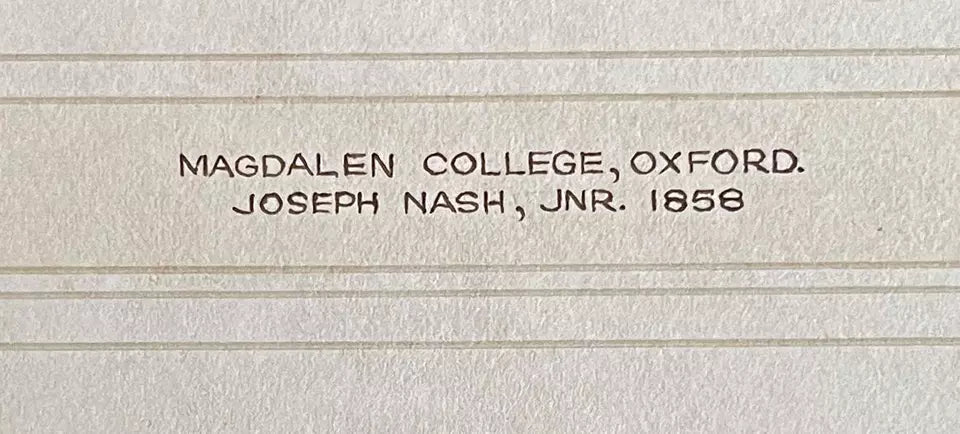 MAGDALEN COLLEGE, OXFORD.
JOSEPH NASH, JNR. 1858